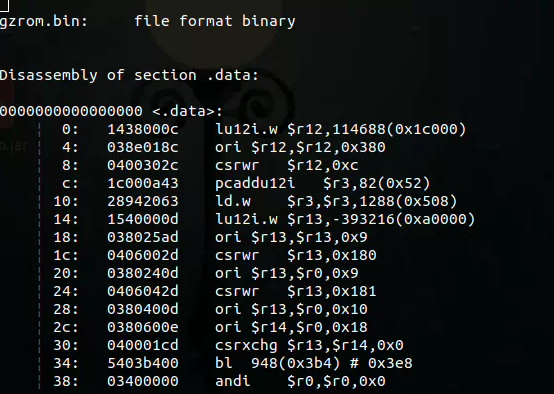 gzrom.bin:     file format binary
Disassembly of section .data:
0000000000000000 <.data>:
0:   1438000c    lu12i.w $r12,114688(0x1c000)
4:   038e018c    ori $r12,$r12,0x380
8:   0400302c    csrwr   $r12,0xc
c:   1c000a43    pcaddu12i   $r3,82(0x52)
10:   28942063    ld.w    $r3,$r3,1288(0x508)
14:   1540000d    lu12i.w $r13,-393216(0xa0000)
18:   038025ad    ori $r13,$r13,0x9
1c:   0406002d    csrwr   $r13,0x180
20:   0380240d    ori $r13,$r0,0x9
24:   0406042d    csrwr   $r13,0x181
28:   0380400d    ori $r13,$r0,0x10
2c:   0380600e    ori $r14,$r0,0x18
30:   040001cd    csrxchg $r13,$r14,0x0
34:   5403b400    bl  948(0x3b4) # 0x3e8
38:   03400000    andi    $r0,$r0,0x0